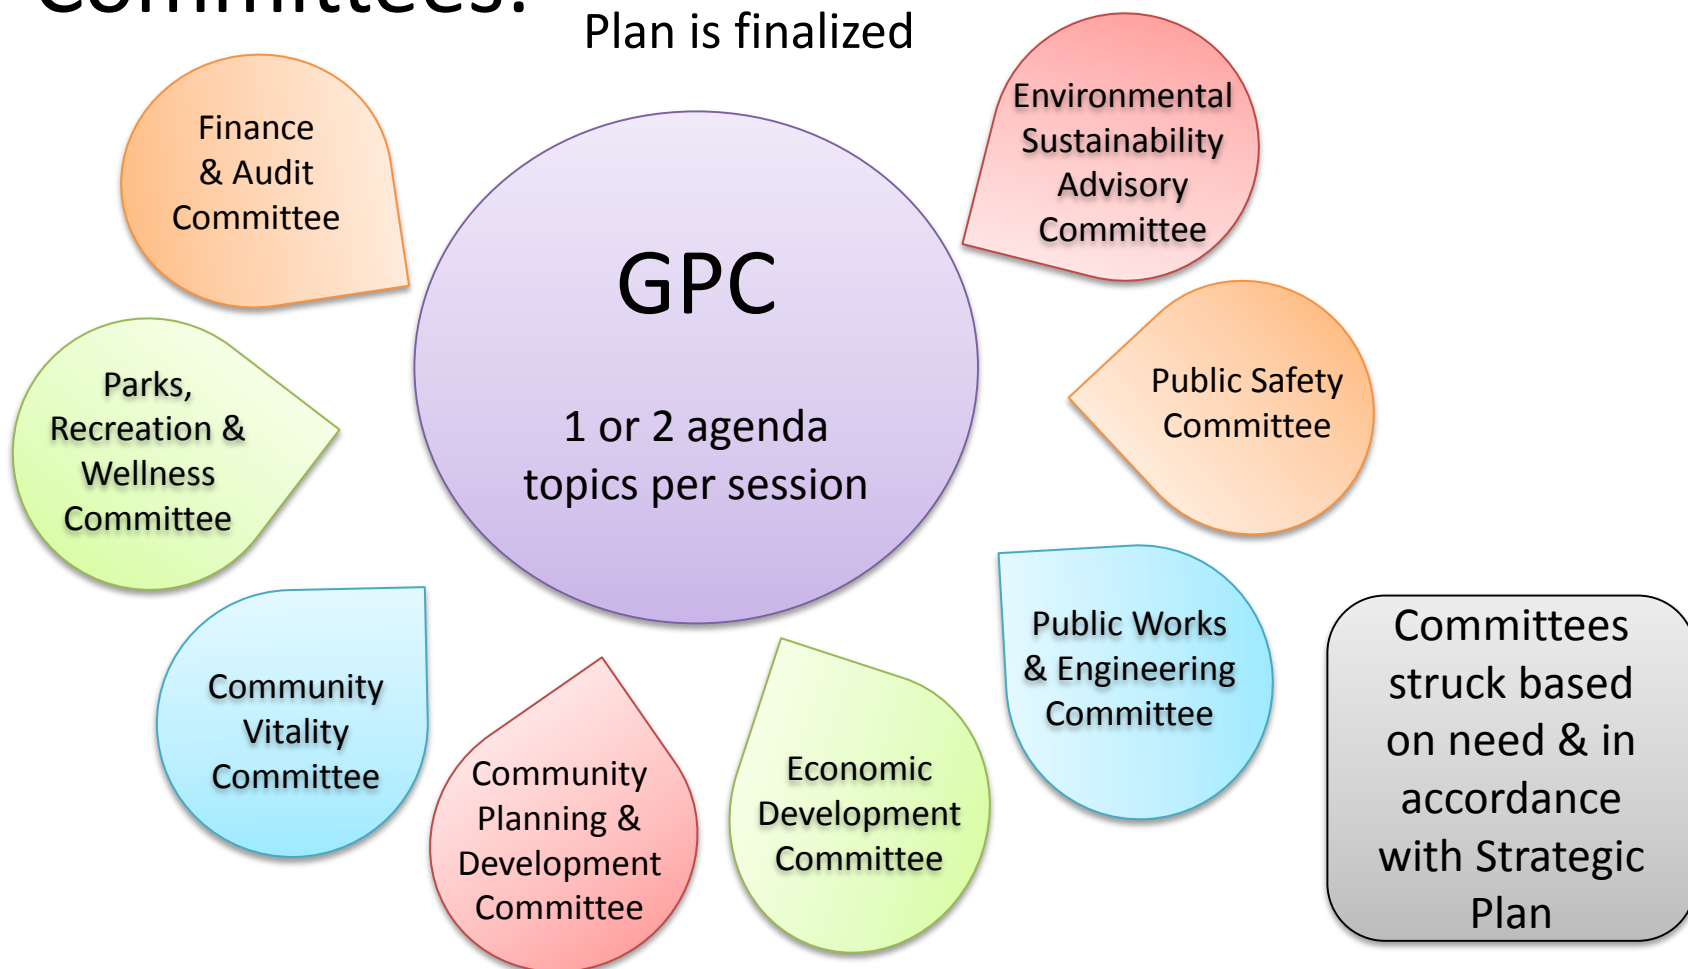 Committees:
Plan is finalized
Finance
& Audit
Committee
Environmental
Sustainability
Advisory
Committee
GPC
1 or 2 agenda
topics per session
Parks,
Recreation &
Wellness
Committee
Public Safety
Committee
Community
Vitality
Committee
Public Works
& Engineering
Committee
Community
Planning &
Development
Committee
Economic
Development
Committee
Committees
struck based
on need & in
accordance
with Strategic
Plan